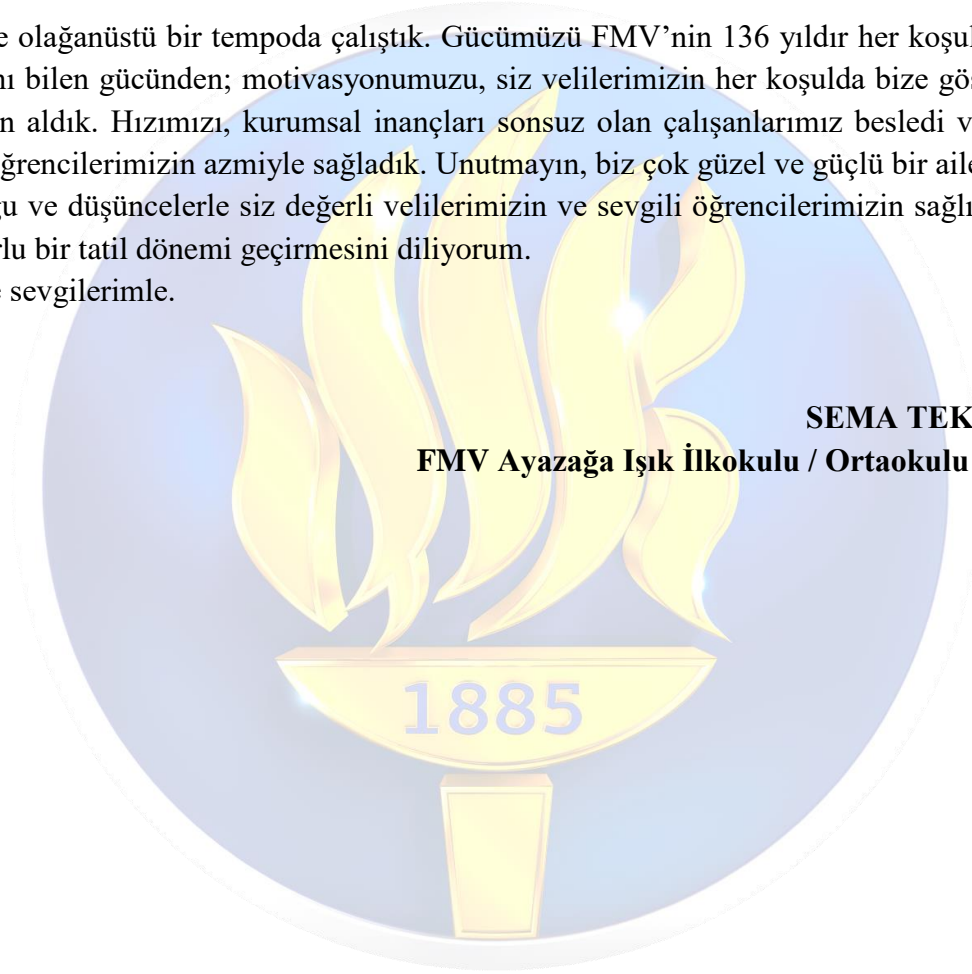 e olağanüstü bir tempoda çalıştık. Gücümüzü FMV’nin 136 yıldır her koşul
nı bilen gücünden; motivasyonumuzu, siz velilerimizin her koşulda bize gös
n aldık. Hızımızı, kurumsal inançları sonsuz olan çalışanlarımız besledi v
ğrencilerimizin azmiyle sağladık. Unutmayın, biz çok güzel ve güçlü bir aile
gu ve düşüncelerle siz değerli velilerimizin ve sevgili öğrencilerimizin sağlı
rlu bir tatil dönemi geçirmesini diliyorum.
e sevgilerimle.
SEMA TEK
FMV Ayazağa Işık İlkokulu / Ortaokulu
1885